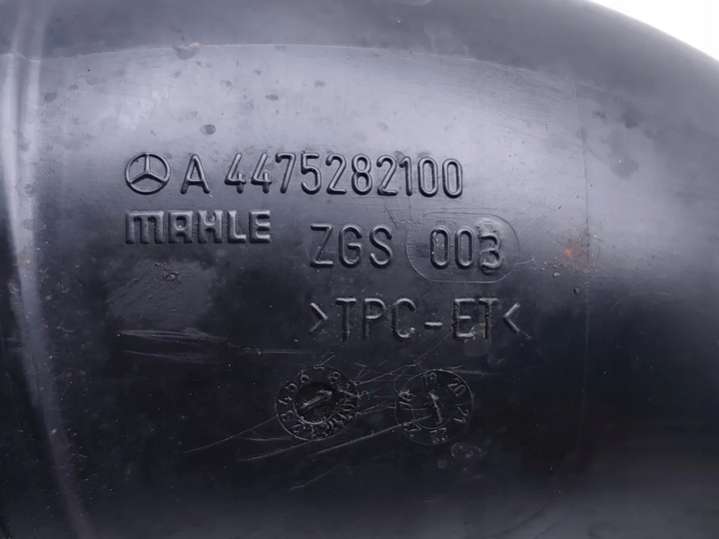 A 4475282100
MAHLE ZGS 003
>TPC-ET<